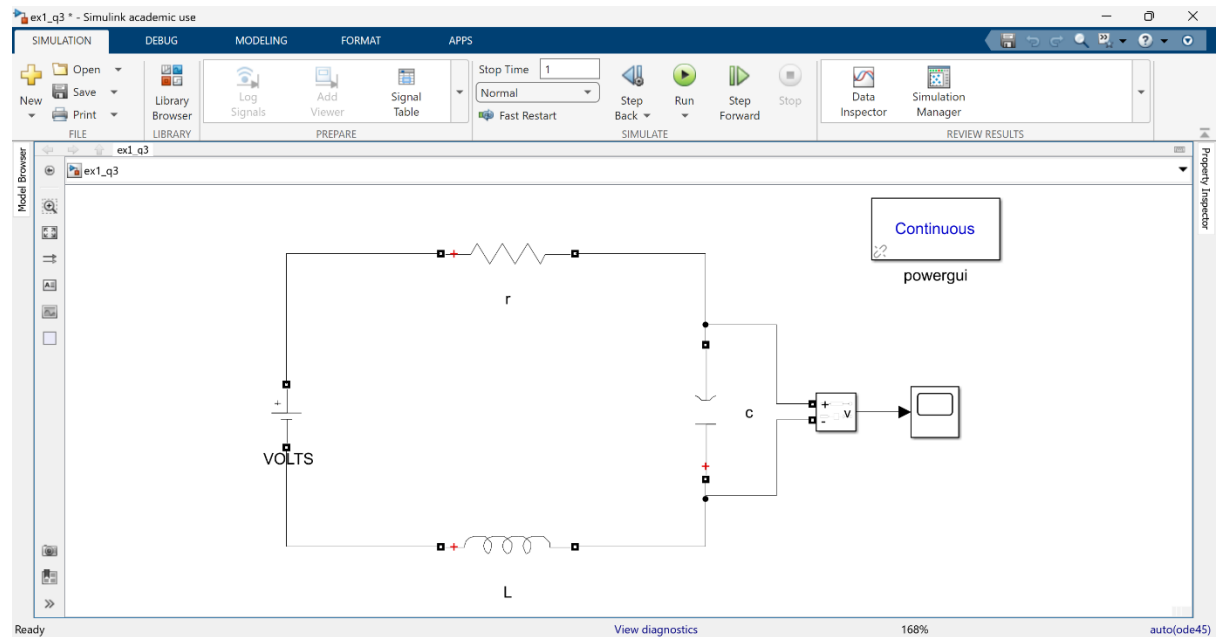 ex1_q3 * - Simulink academic use
SIMULATION DEBUG MODELING FORMAT APPS
Open
Save
Print
New
FILE
Library
Browser
LIBRARY
Log
Signals
Add
Viewer
Signal
Table
PREPARE
Stop Time 1
Normal
Fast Restart
Step
Back
Run
Step
Forward
Stop
SIMULATE
Data
Inspector
Simulation
Manager
REVIEW RESULTS
Model Browser
ex1_q3
ex1_q3
Property Inspector
Continuous
powergui
r
+
+
VOLTS
c
+
+
-
v
+
L
Ready
View diagnostics
168%
auto(ode45)